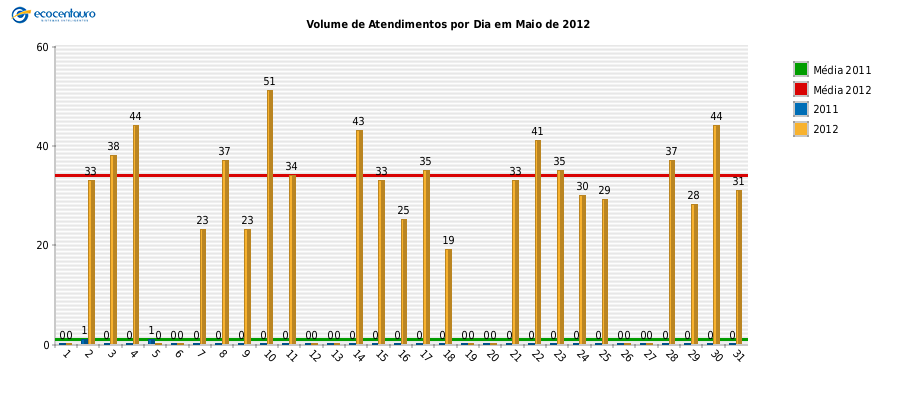 ecocentauro
Volume de Atendimentos por Dia em Maio de 2012
60
40
20
0
Média 2011
Média 2012
2011
2012
0 0 1 33 0 38 0 44 1 0 0 0 0 23 0 37 0 23 0 51 0 34 0 0 0 0 0 43 0 33 0 25 0 35 0 19 0 0 0 0 0 33 0 41 0 35 0 30 0 29 0 0 0 0 0 37 0 28 0 44 0 31
1 2 3 4 5 6 7 8 9 10 11 12 13 14 15 16 17 18 19 20 21 22 23 24 25 26 27 28 29 30 31